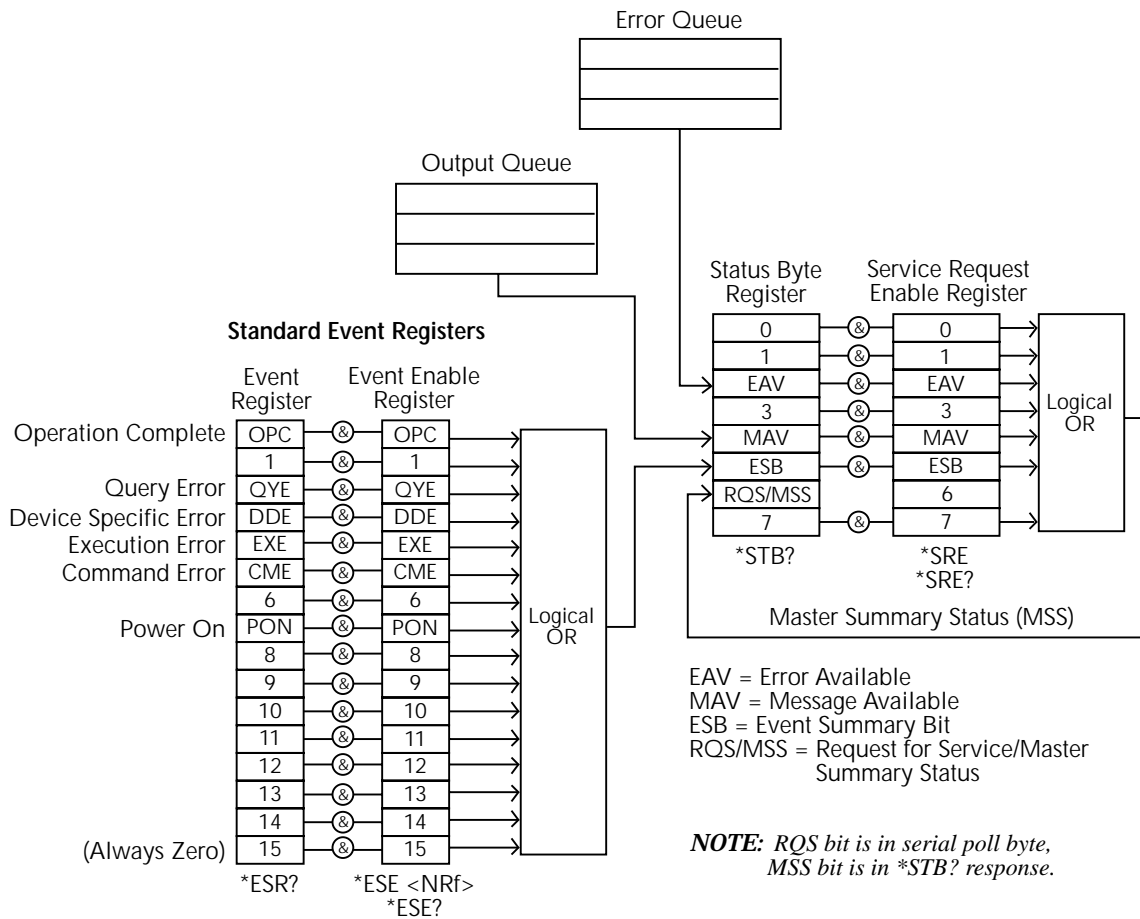 Error Queue
Output Queue
Status Byte
Register
Service Request
Enable Register
0 & 0
1 & 1
EAV & EAV
3 & 3
MAV & MAV
ESB & ESB
RQS/MSS 6
7 & 7
Logical
OR
*STB?
*SRE
*SRE?
Master Summary Status (MSS)
Standard Event Registers
Event
Register
Event Enable
Register
Operation Complete OPC & OPC
1 & 1
Query Error QYE & QYE
Device Specific Error DDE & DDE
Execution Error EXE & EXE
Command Error CME & CME
6 & 6
Power On PON & PON
8 & 8
9 & 9
10 & 10
11 & 11
12 & 12
13 & 13
14 & 14
(Always Zero) 15 & 15
Logical
OR
*ESR?
*ESE <NRf>
*ESE?
EAV = Error Available
MAV = Message Available
ESB = Event Summary Bit
RQS/MSS = Request for Service/Master
Summary Status
NOTE: RQS bit is in serial poll byte,
MSS bit is in *STB? response.